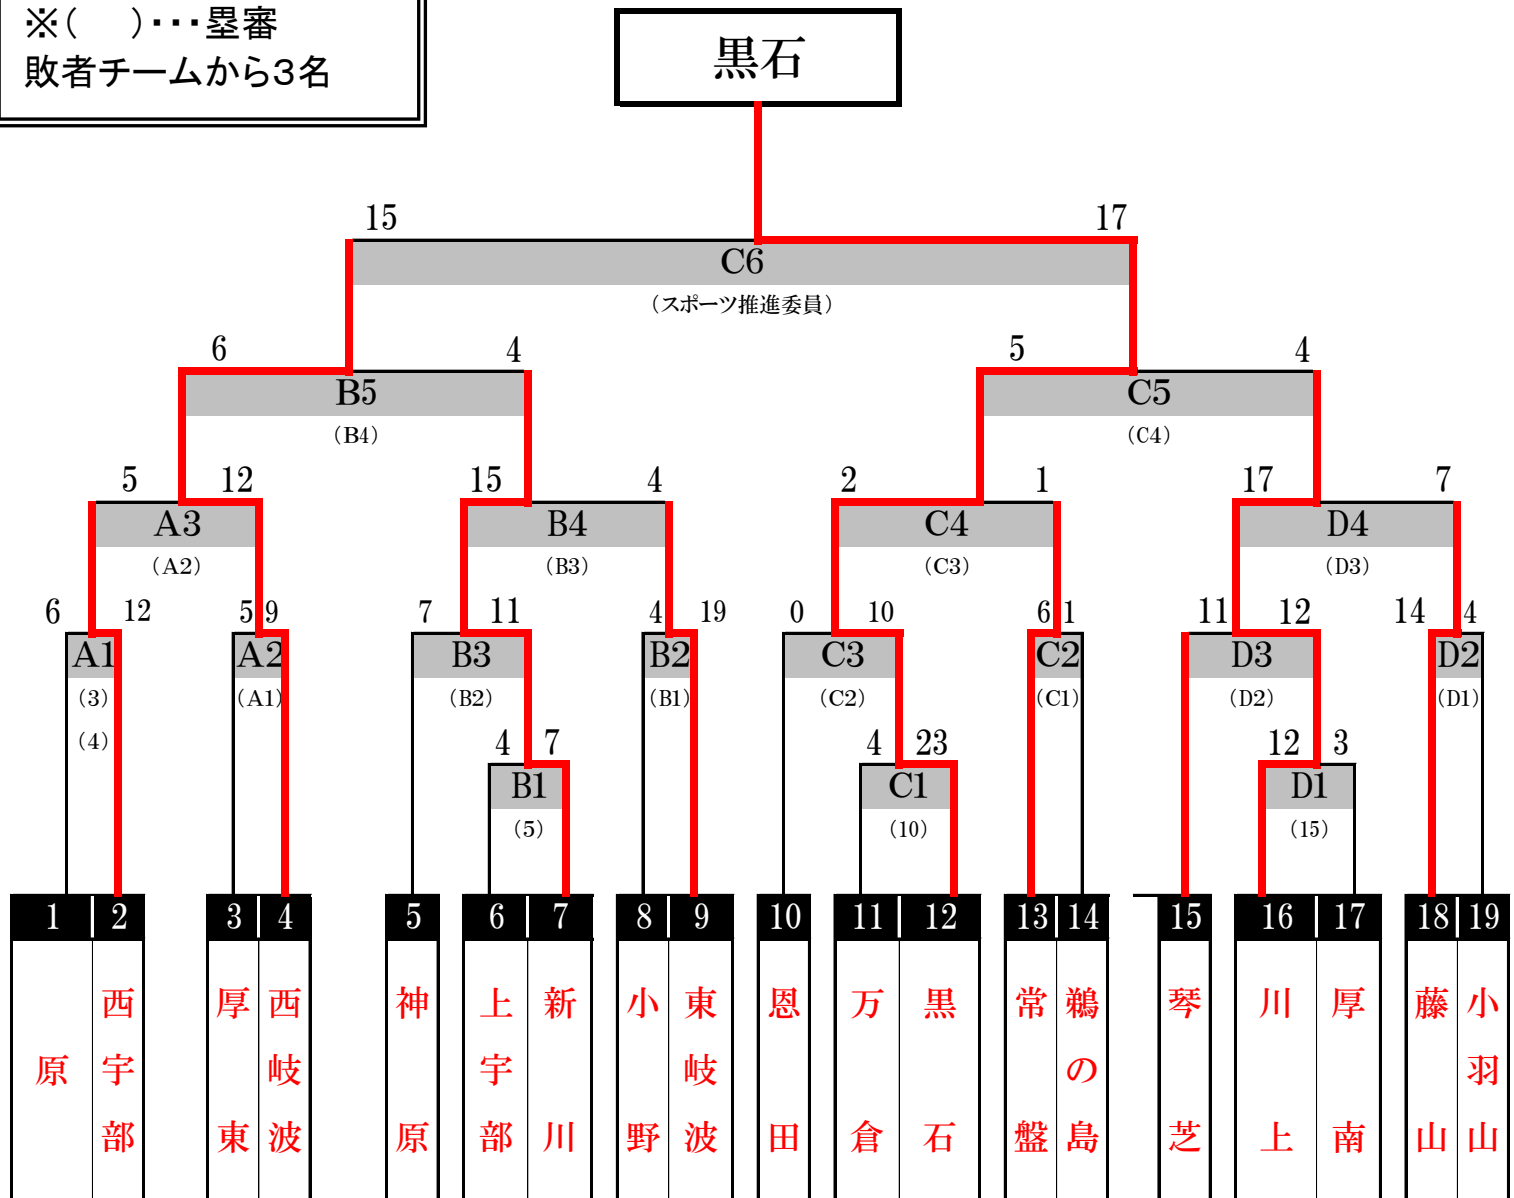 ※(　)・・・塁審
敗者チームから３名
黒石
15 17
C6
（スポーツ推進委員）
6 4 5 4
B5 C5
（B4） （C4）
5 12 15 4 2 1 17 7
A3 B4 C4 D4
（A2） （B3） （C3） （D3）
6 12 5 9 7 11 4 19 0 10 6 1 11 12 14 4
A1 A2 B3 B2 C3 C2 D3 D2
（3） （A1） （B2） （B1） （C2） （C1） （D2） （D1）
（4）
4 7 4 23 12 3
B1 C1 D1
（5） （10） （15）
1 2 3 4 5 6 7 8 9 10 11 12 13 14 15 16 17 18 19
原
西宇部
厚東
西岐波
神原
上宇部
新川
小野
東岐波
恩田
万倉
黒石
常盤
鵜の島
琴芝
川上
厚南
藤山
小羽山